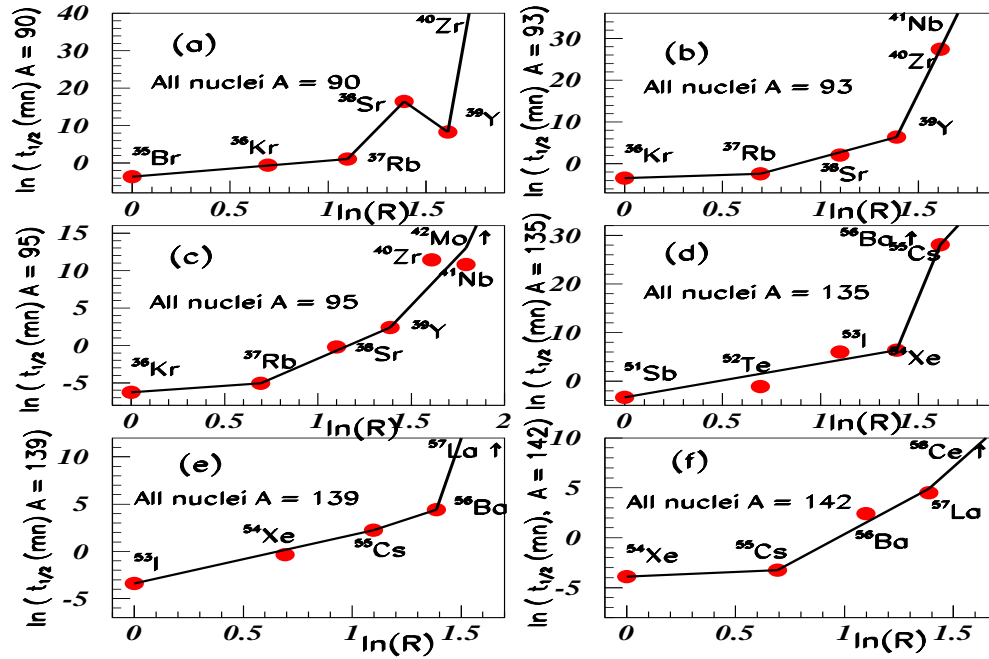 ln ( t1/2 (mn) A = 90)
40
30
20
10
0
(a)
All nuclei A = 90
³⁵Br
³⁶Kr
³⁷Rb
³⁸Sr
³⁹Y
⁴⁰Zr
0
0.5
1
1.5
ln(R)
ln ( t1/2 (mn) A = 93)
30
20
10
0
(b)
All nuclei A = 93
³⁶Kr
³⁷Rb
³⁸Sr
³⁹Y
⁴⁰Zr
⁴¹Nb
0
0.5
1
1.5
ln(R)
ln ( t1/2 (mn) A = 95)
15
10
5
0
-5
(c)
All nuclei A = 95
³⁶Kr
³⁷Rb
³⁸Sr
³⁹Y
⁴⁰Zr
⁴¹Nb
⁴²Mo ↑
0
0.5
1
1.5
2
ln(R)
ln ( t1/2 (mn) A = 135)
30
20
10
0
(d)
All nuclei A = 135
⁵¹Sb
⁵²Te
⁵³I
⁵⁴Xe
⁵⁵Cs
⁵⁶Ba ↑
0
0.5
1
1.5
ln(R)
ln ( t1/2 (mn) A = 139)
10
5
0
-5
(e)
All nuclei A = 139
⁵³I
⁵⁴Xe
⁵⁵Cs
⁵⁶Ba
⁵⁷La ↑
0
0.5
1
1.5
ln(R)
ln ( t1/2 (mn), A = 142)
10
5
0
-5
(f)
All nuclei A = 142
⁵⁴Xe
⁵⁵Cs
⁵⁶Ba
⁵⁷La
⁵⁸Ce ↑
0
0.5
1
1.5
ln(R)